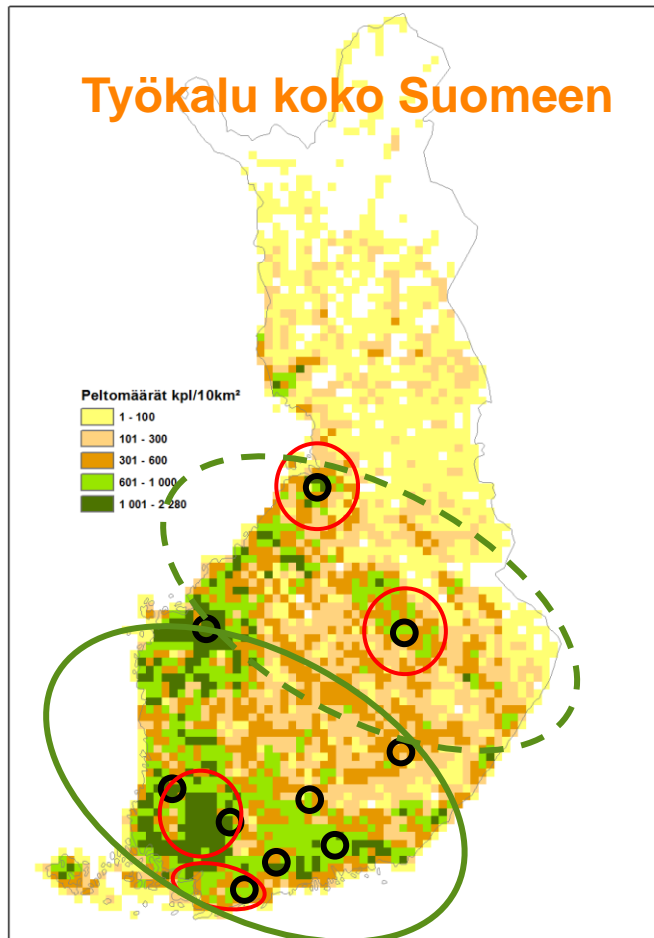 Työkalu koko Suomeen
Peltomäärät kpl/10km²
1 - 100
101 - 300
301 - 600
601 - 1 000
1 001 - 2 280